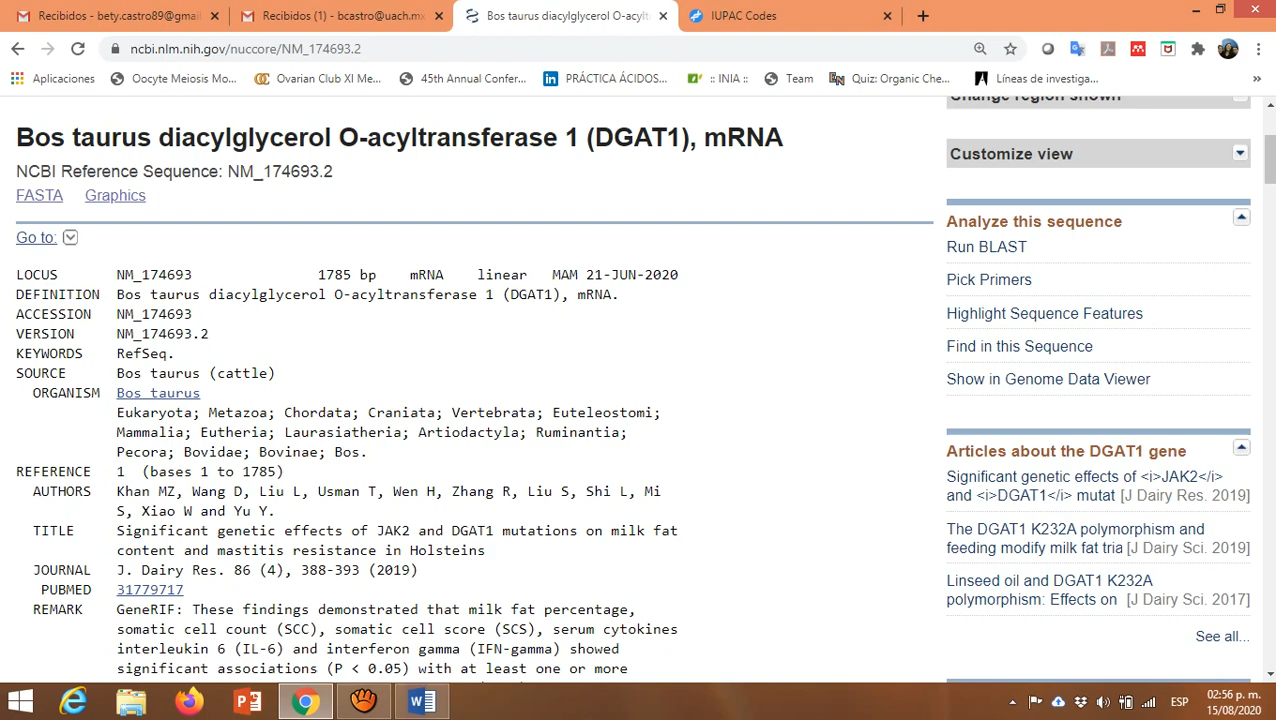 Recibidos - bety.castro89@gmai
Recibidos (1) - bcastro@uach.mx
Bos taurus diacylglycerol O-acylt
IUPAC Codes
ncbi.nlm.nih.gov/nuccore/NM_174693.2
Aplicaciones
Oocyte Meiosis Mo...
Ovarian Club XI Me...
45th Annual Confer...
PRÁCTICA ÁCIDOS...
:: INIA ::
Team
Quiz: Organic Che...
Líneas de investiga...
»
Change region shown
Bos taurus diacylglycerol O-acyltransferase 1 (DGAT1), mRNA
NCBI Reference Sequence: NM_174693.2
FASTA Graphics
Go to:
LOCUS NM_174693 1785 bp mRNA linear MAM 21-JUN-2020
DEFINITION Bos taurus diacylglycerol O-acyltransferase 1 (DGAT1), mRNA.
ACCESSION NM_174693
VERSION NM_174693.2
KEYWORDS RefSeq.
SOURCE Bos taurus (cattle)
ORGANISM Bos taurus
Eukaryota; Metazoa; Chordata; Craniata; Vertebrata; Euteleostomi;
Mammalia; Eutheria; Laurasiatheria; Artiodactyla; Ruminantia;
Pecora; Bovidae; Bovinae; Bos.
REFERENCE 1 (bases 1 to 1785)
AUTHORS Khan MZ, Wang D, Liu L, Usman T, Wen H, Zhang R, Liu S, Shi L, Mi
S, Xiao W and Yu Y.
TITLE Significant genetic effects of JAK2 and DGAT1 mutations on milk fat
content and mastitis resistance in Holsteins
JOURNAL J. Dairy Res. 86 (4), 388-393 (2019)
PUBMED 31779717
REMARK GeneRIF: These findings demonstrated that milk fat percentage,
somatic cell count (SCC), somatic cell score (SCS), serum cytokines
interleukin 6 (IL-6) and interferon gamma (IFN-gamma) showed
significant associations (P < 0.05) with at least one or more
Customize view
Analyze this sequence
Run BLAST
Pick Primers
Highlight Sequence Features
Find in this Sequence
Show in Genome Data Viewer
Articles about the DGAT1 gene
Significant genetic effects of <i>JAK2</i>
and <i>DGAT1</i> mutat [J Dairy Res. 2019]
The DGAT1 K232A polymorphism and
feeding modify milk fat tria [J Dairy Sci. 2019]
Linseed oil and DGAT1 K232A
polymorphism: Effects on [J Dairy Sci. 2017]
See all...
ESP
02:56 p. m.
15/08/2020